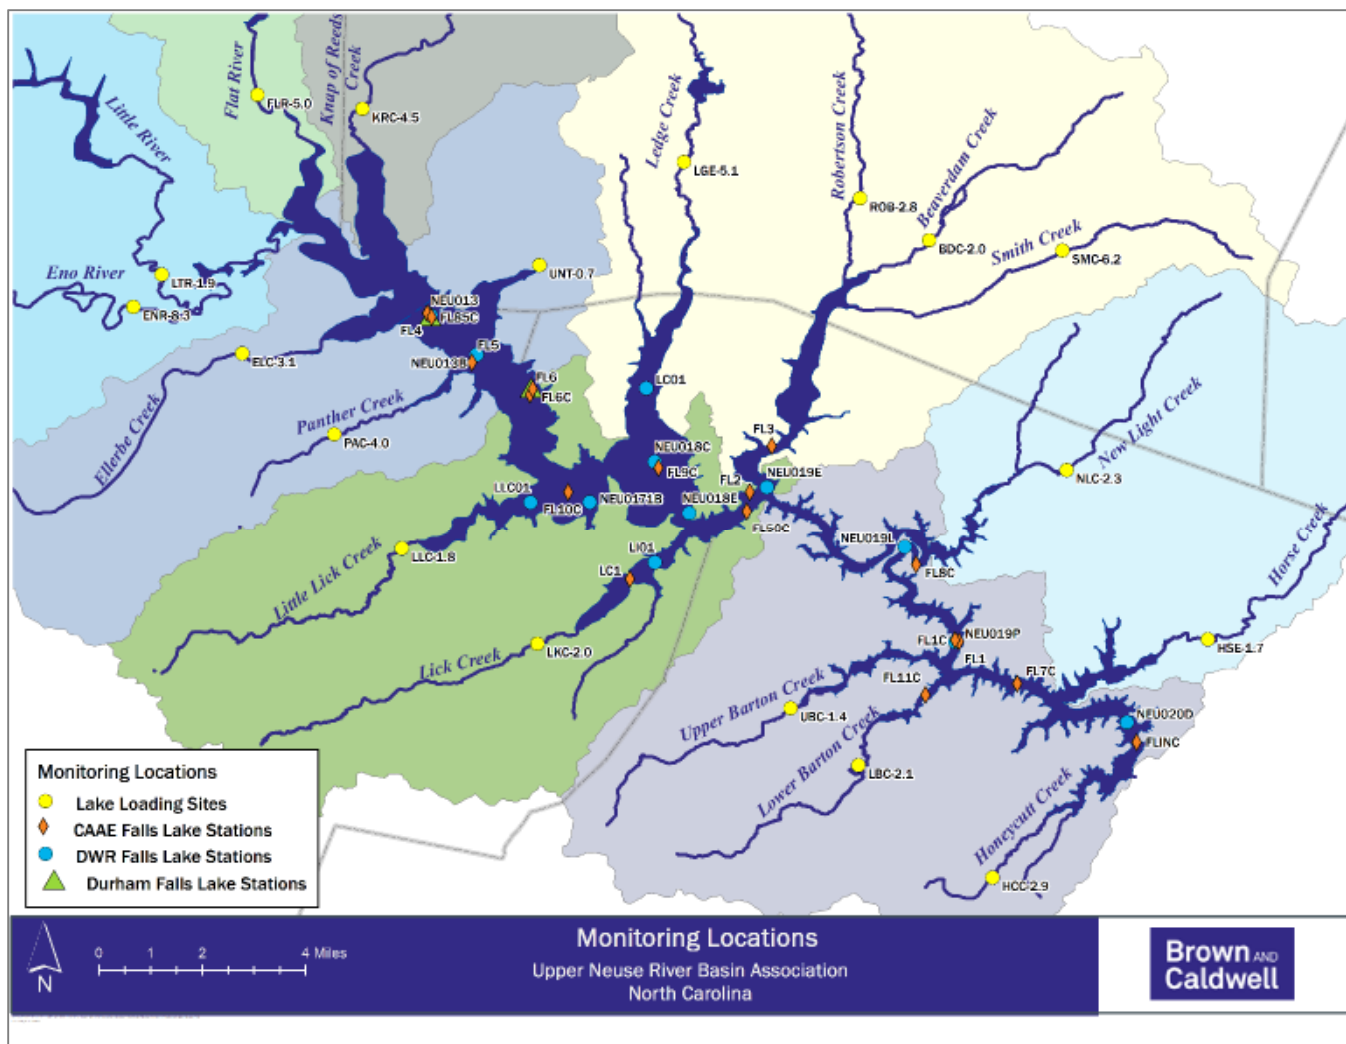 Flat River
Knap of Reeds
Creek
Little River
FLR-5.0
KRC-4.5
Ledge Creek
LGE-5.1
Robertson Creek
ROB-2.8
Beaverdam Creek
BDC-2.0
Smith Creek
SMC-6.2
Eno River
LTR-1.9
ENR-8.3
UNT-0.7
NEU013
FL85C
FL4
ELC-3.1
FL5
NEU013B
FL6
FL6C
LC01
Ellerbe Creek
Panther Creek
PAC-4.0
FL3
NEU018C
FL9C
FL2
NEU019E
New Light Creek
NLC-2.3
LLC01
FL10C
NEU0171B
NEU018E
FL50C
Horse Creek
NEU019L
FL8C
LLC-1.8
LI01
LC1
Little Lick Creek
LKC-2.0
Lick Creek
FL1C
NEU019P
FL1
HSE-1.7
FL11C
FL7C
Upper Barton Creek
UBC-1.4
NEU020D
FLINC
Lower Barton Creek
LBC-2.1
Honeycutt Creek
HCC-2.9
Monitoring Locations
Lake Loading Sites
CAAE Falls Lake Stations
DWR Falls Lake Stations
Durham Falls Lake Stations
N
0 1 2 4 Miles
Monitoring Locations
Upper Neuse River Basin Association
North Carolina
Brown AND
Caldwell